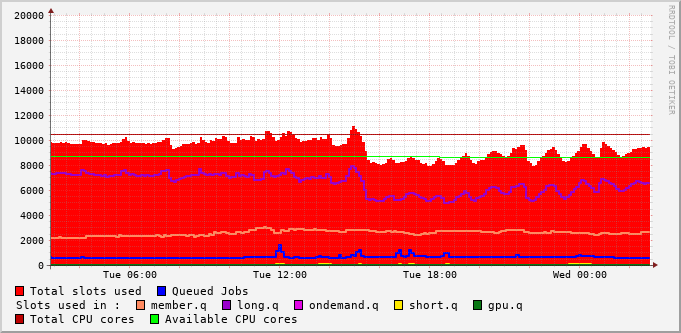 20000
18000
16000
14000
12000
10000
8000
6000
4000
2000
0
Tue 06:00 Tue 12:00 Tue 18:00 Wed 00:00
RRDTOOL / TOBI OETIKER
Total slots used Queued Jobs
Slots used in : member.q long.q ondemand.q short.q gpu.q
Total CPU cores Available CPU cores